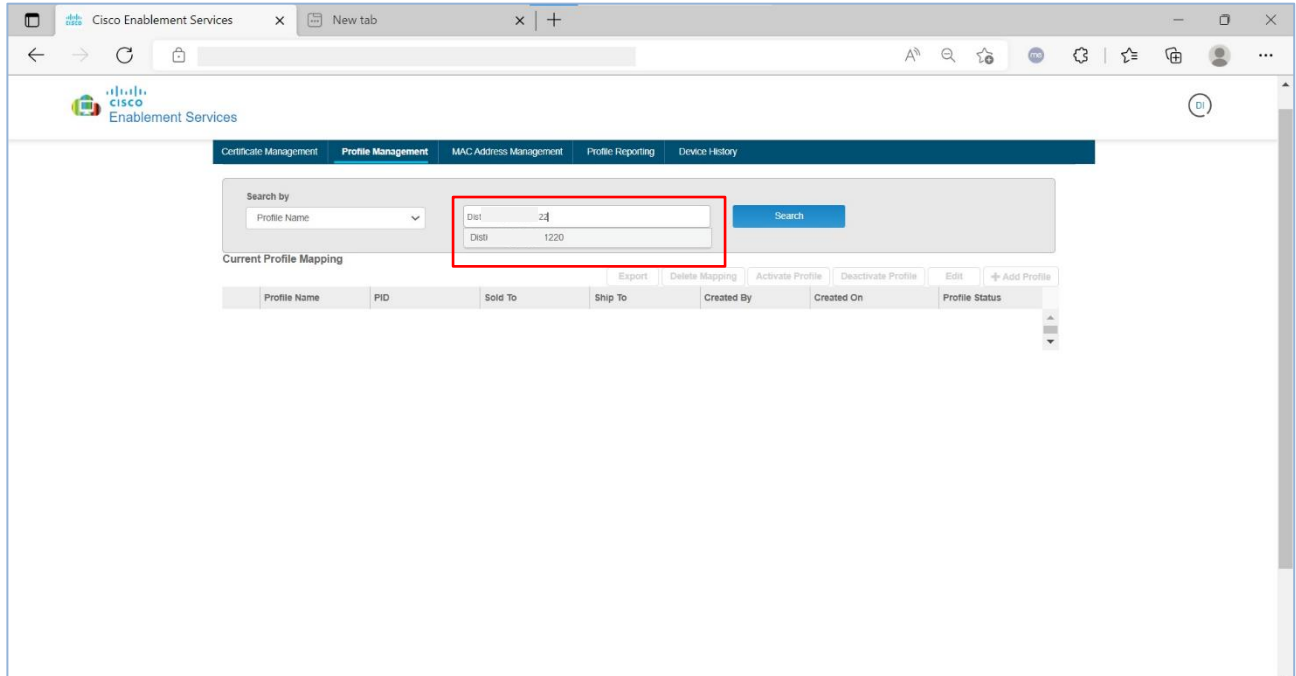 Cisco Enablement Services
New tab
CISCO
Enablement Services
DI
Certificate Management Profile Management MAC Address Management Profile Reporting Device History
Search by
Profile Name Dist 22 Search
Disti 1220
Current Profile Mapping
Export Delete Mapping Activate Profile Deactivate Profile Edit + Add Profile
Profile Name PID Sold To Ship To Created By Created On Profile Status